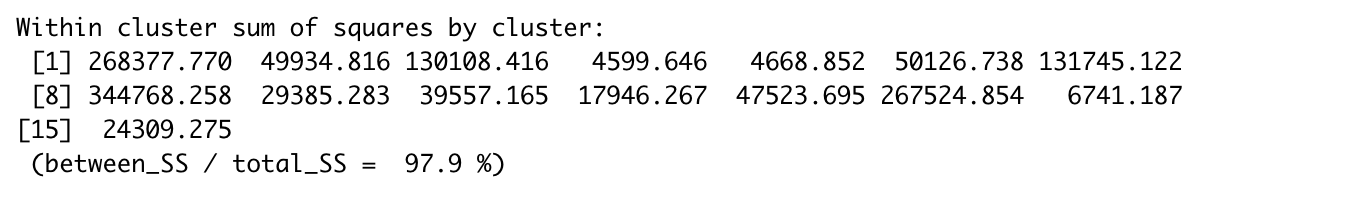 Within cluster sum of squares by cluster:
 [1] 268377.770  49934.816 130108.416   4599.646   4668.852  50126.738 131745.122
 [8] 344768.258  29385.283  39557.165  17946.267  47523.695 267524.854   6741.187
[15]  24309.275
 (between_SS / total_SS =  97.9 %)